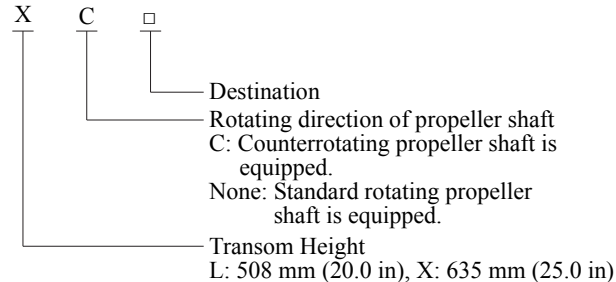 X C □
Destination
Rotating direction of propeller shaft
C: Counterrotating propeller shaft is
equipped.
None: Standard rotating propeller
shaft is equipped.
Transom Height
L: 508 mm (20.0 in), X: 635 mm (25.0 in)